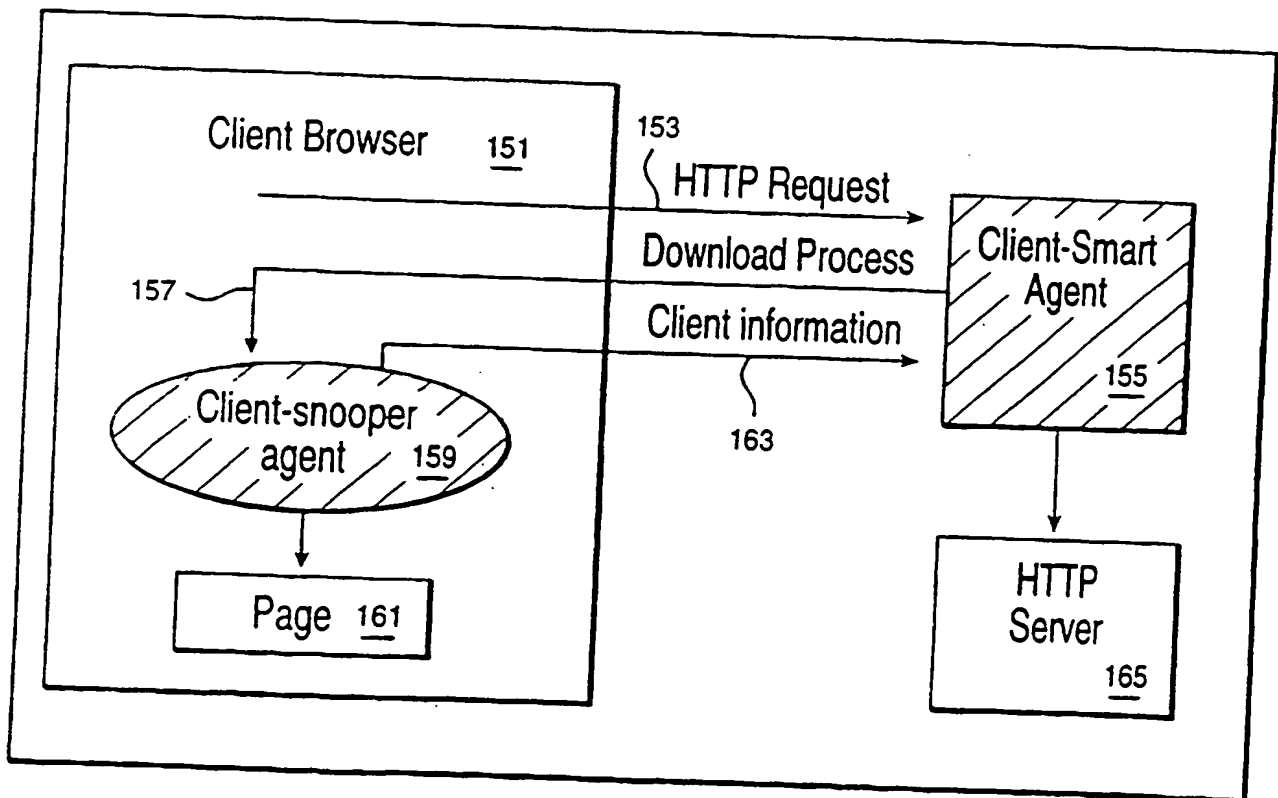 Client Browser 151
153
HTTP Request
Download Process
157
Client information
163
Client-Smart
Agent
155
Client-snooper
agent 159
Page 161
HTTP
Server
165